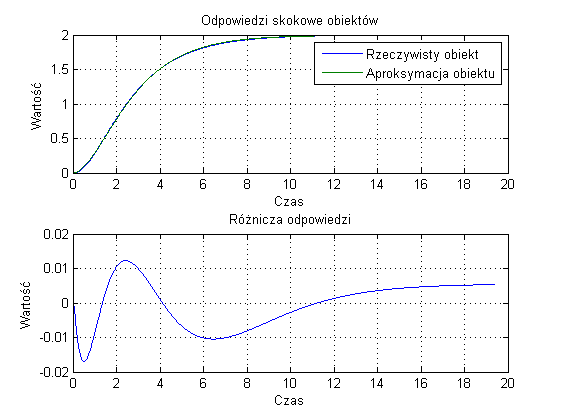 Odpowiedzi skokowe obiektów
2
1.5
1
0.5
0
Wartość
Rzeczywisty obiekt
Aproksymacja obiektu
0 2 4 6 8 10 12 14 16 18 20
Czas
Różnicza odpowiedzi
0.02
0.01
0
-0.01
-0.02
Wartość
0 2 4 6 8 10 12 14 16 18 20
Czas